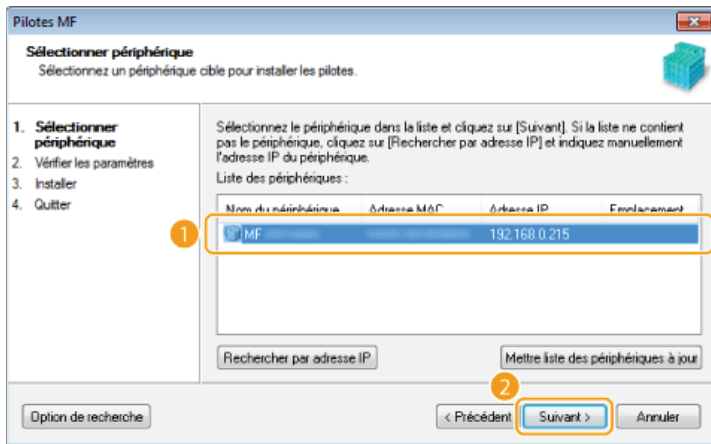 Pilotes MF
Sélectionner périphérique
Sélectionnez un périphérique cible pour installer les pilotes.
1. Sélectionner
périphérique
2. Vérifier les paramètres
3. Installer
4. Quitter
Sélectionnez le périphérique dans la liste et cliquez sur [Suivant]. Si la liste ne contient
pas le périphérique, cliquez sur [Rechercher par adresse IP] et indiquez manuellement
l'adresse IP du périphérique.
Liste des périphériques :
Nom du périphérique Adresse MAC Adresse IP Emplacement
1 MF 192.168.0.215
Rechercher par adresse IP Mettre liste des périphériques à jour
2
Option de recherche < Précédent Suivant > Annuler